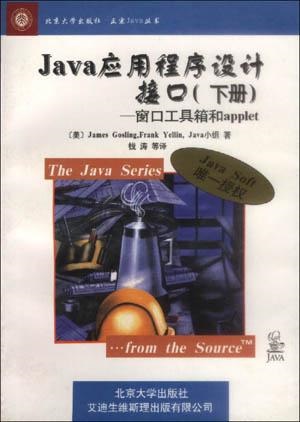 北京大学出版社 正宗Java丛书
Java应用程序设计
接口(下册)
—窗口工具箱和applet
〔美〕James Gosling,Frank Yellin, Java小组 著
钱 涛 等译
The Java Series
Java Soft
唯一授权
...from the Source™
JAVA
北京大学出版社
艾迪生维斯理出版有限公司